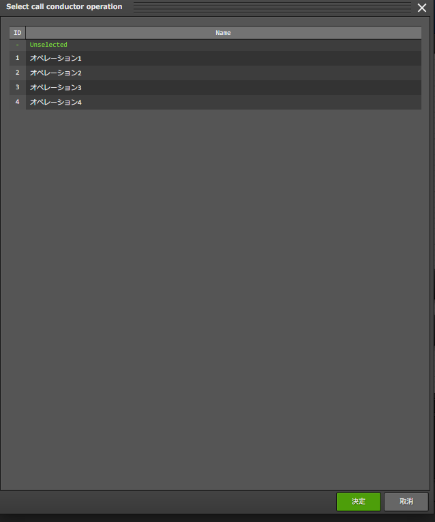 Select call conductor operation
ID Name
- Unselected
1 オペレーション1
2 オペレーション2
3 オペレーション3
4 オペレーション4
決定 取消